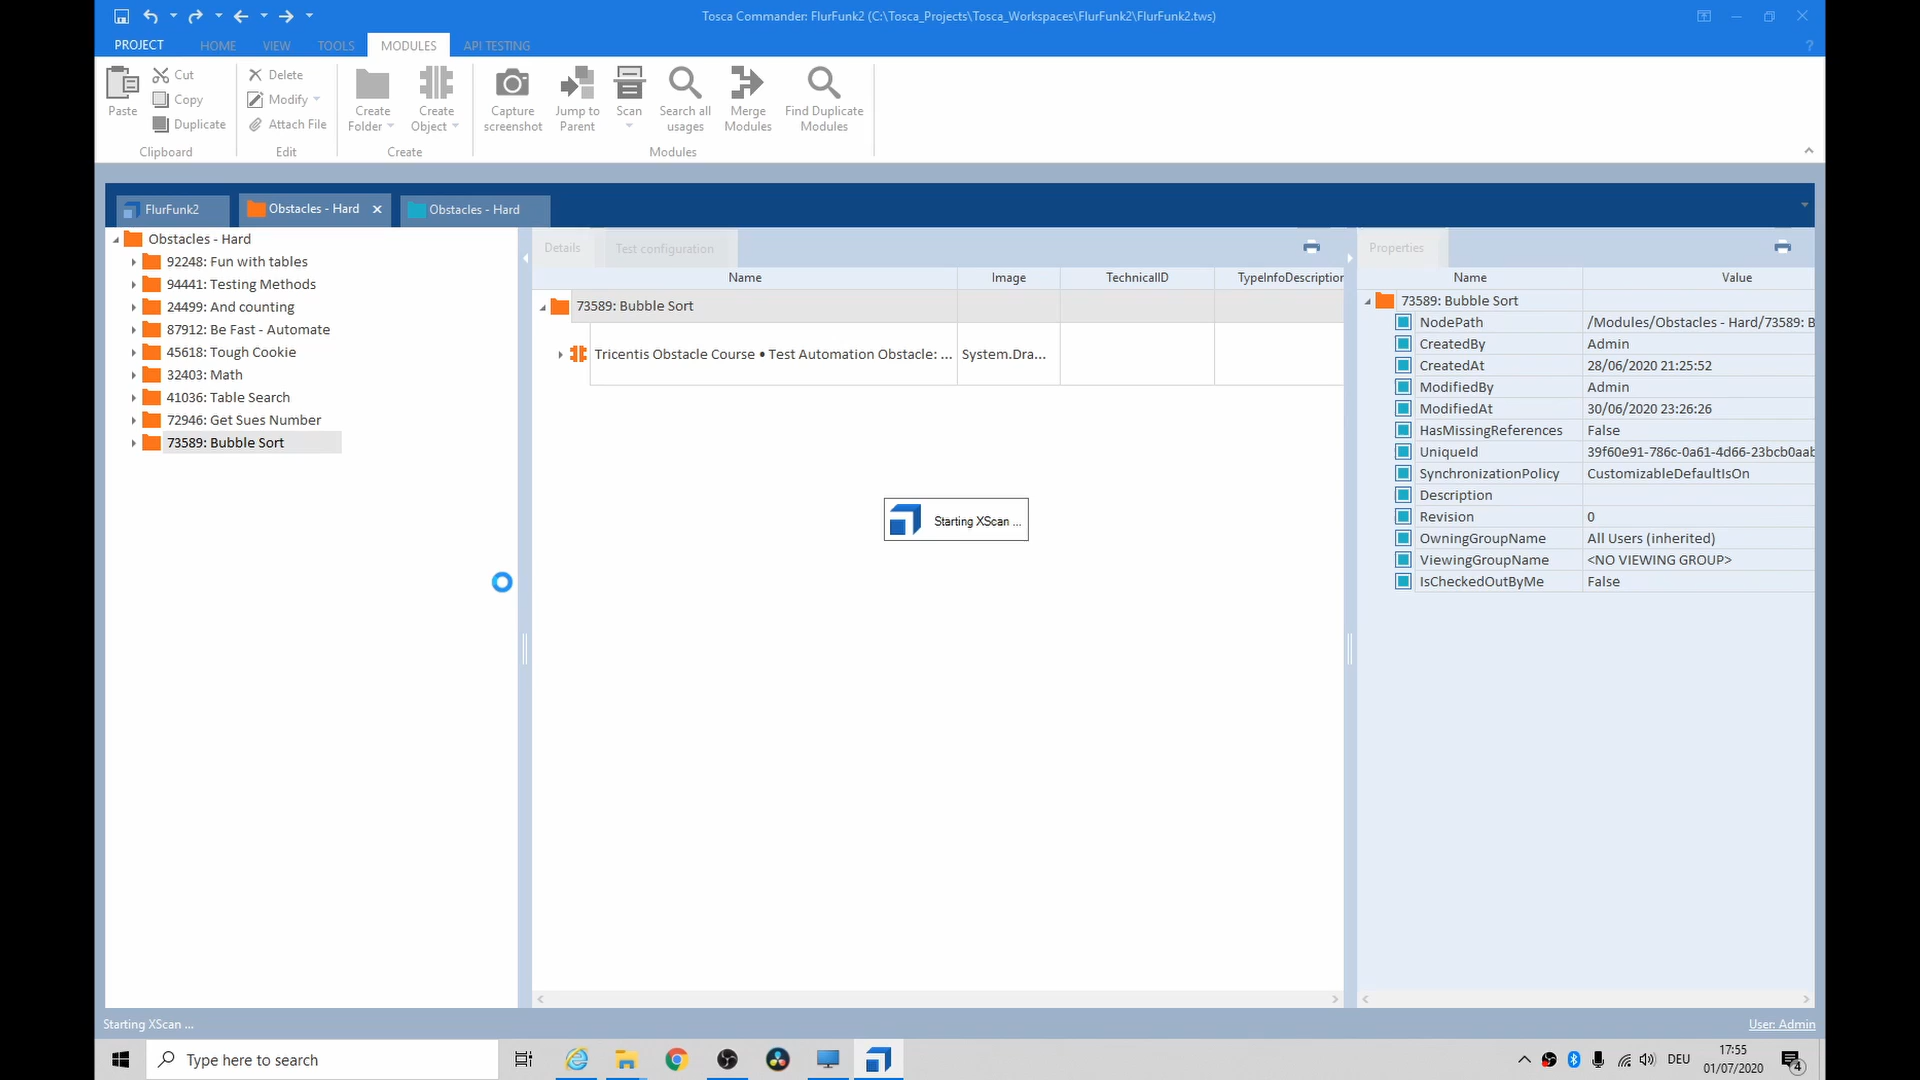 Tosca Commander: FlurFunk2 (C:\Tosca_Projects\Tosca_Workspaces\FlurFunk2\FlurFunk2.tws)
PROJECT HOME VIEW TOOLS MODULES API TESTING ?
Paste
Cut
Copy
Duplicate
Clipboard
Delete
Modify
Attach File
Edit
Create Folder
Create Object
Create
Capture screenshot
Jump to Parent
Scan
Search all usages
Merge Modules
Find Duplicate Modules
Modules
FlurFunk2
Obstacles - Hard
Obstacles - Hard
Obstacles - Hard
92248: Fun with tables
94441: Testing Methods
24499: And counting
87912: Be Fast - Automate
45618: Tough Cookie
32403: Math
41036: Table Search
72946: Get Sues Number
73589: Bubble Sort
Details Test configuration
Name Image TechnicalID TypeInfoDescription
73589: Bubble Sort
Tricentis Obstacle Course • Test Automation Obstacle: ... System.Dra...
Starting XScan ...
Properties
Name Value
73589: Bubble Sort
NodePath /Modules/Obstacles - Hard/73589: B
CreatedBy Admin
CreatedAt 28/06/2020 21:25:52
ModifiedBy Admin
ModifiedAt 30/06/2020 23:26:26
HasMissingReferences False
UniqueId 39f60e91-786c-0a61-4d66-23bcb0aab
SynchronizationPolicy CustomizableDefaultIsOn
Description
Revision 0
OwningGroupName All Users (inherited)
ViewingGroupName <NO VIEWING GROUP>
IsCheckedOutByMe False
Starting XScan ... User: Admin
Type here to search
DEU
17:55
01/07/2020
4